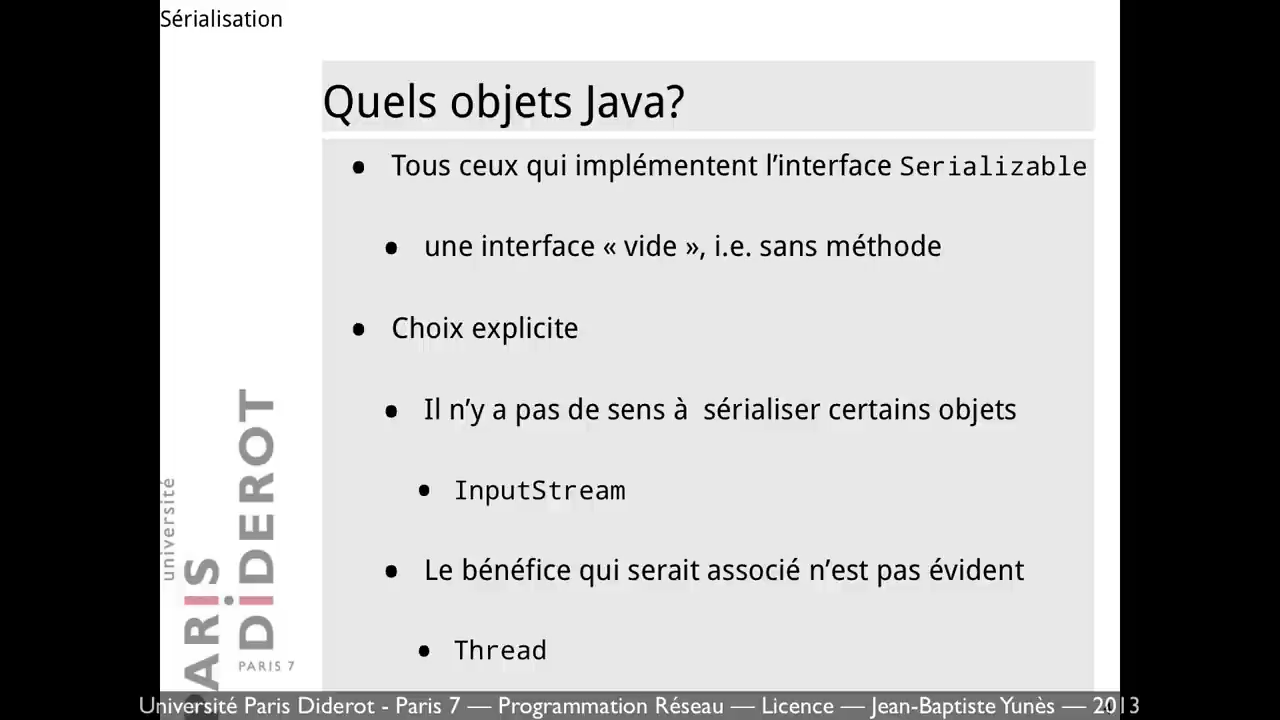 Sérialisation
Quels objets Java?
• Tous ceux qui implémentent l’interface Serializable
• une interface « vide », i.e. sans méthode
• Choix explicite
• Il n’y a pas de sens à  sérialiser certains objets
• InputStream
• Le bénéfice qui serait associé n’est pas évident
• Thread
université
PARIS
DiDEROT
PARIS 7
Université Paris Diderot - Paris 7 — Programmation Réseau — Licence — Jean-Baptiste Yunès — 2013